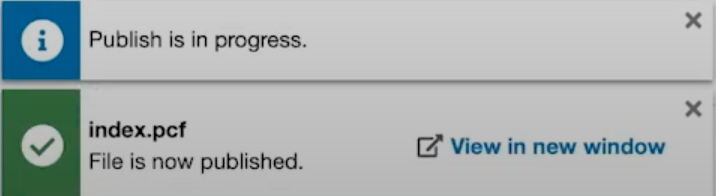 Publish is in progress.
index.pcf
File is now published.
View in new window